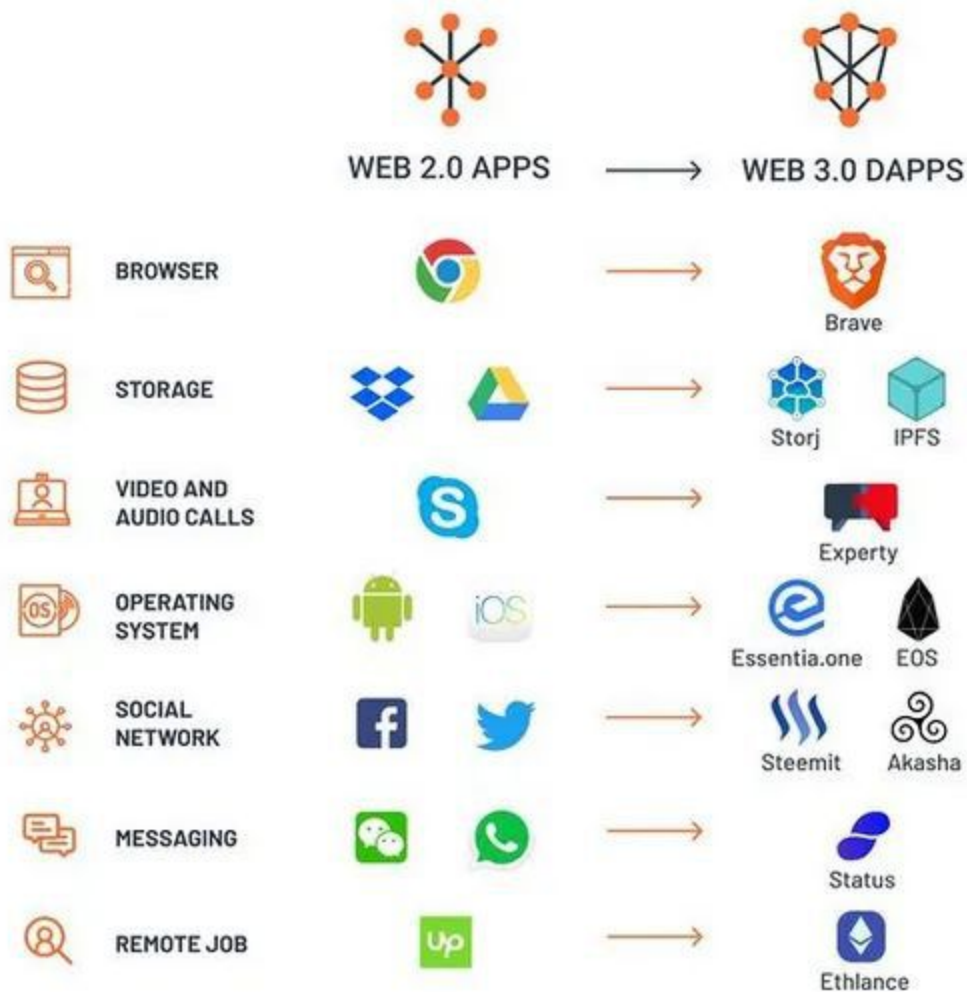 WEB 2.0 APPS
WEB 3.0 DAPPS
BROWSER
Brave
STORAGE
Storj
IPFS
VIDEO AND
AUDIO CALLS
S
Experty
OS
OPERATING
SYSTEM
iOS
Essentia.one
EOS
SOCIAL
NETWORK
f
Steemit
Akasha
MESSAGING
Status
REMOTE JOB
Up
Ethlance